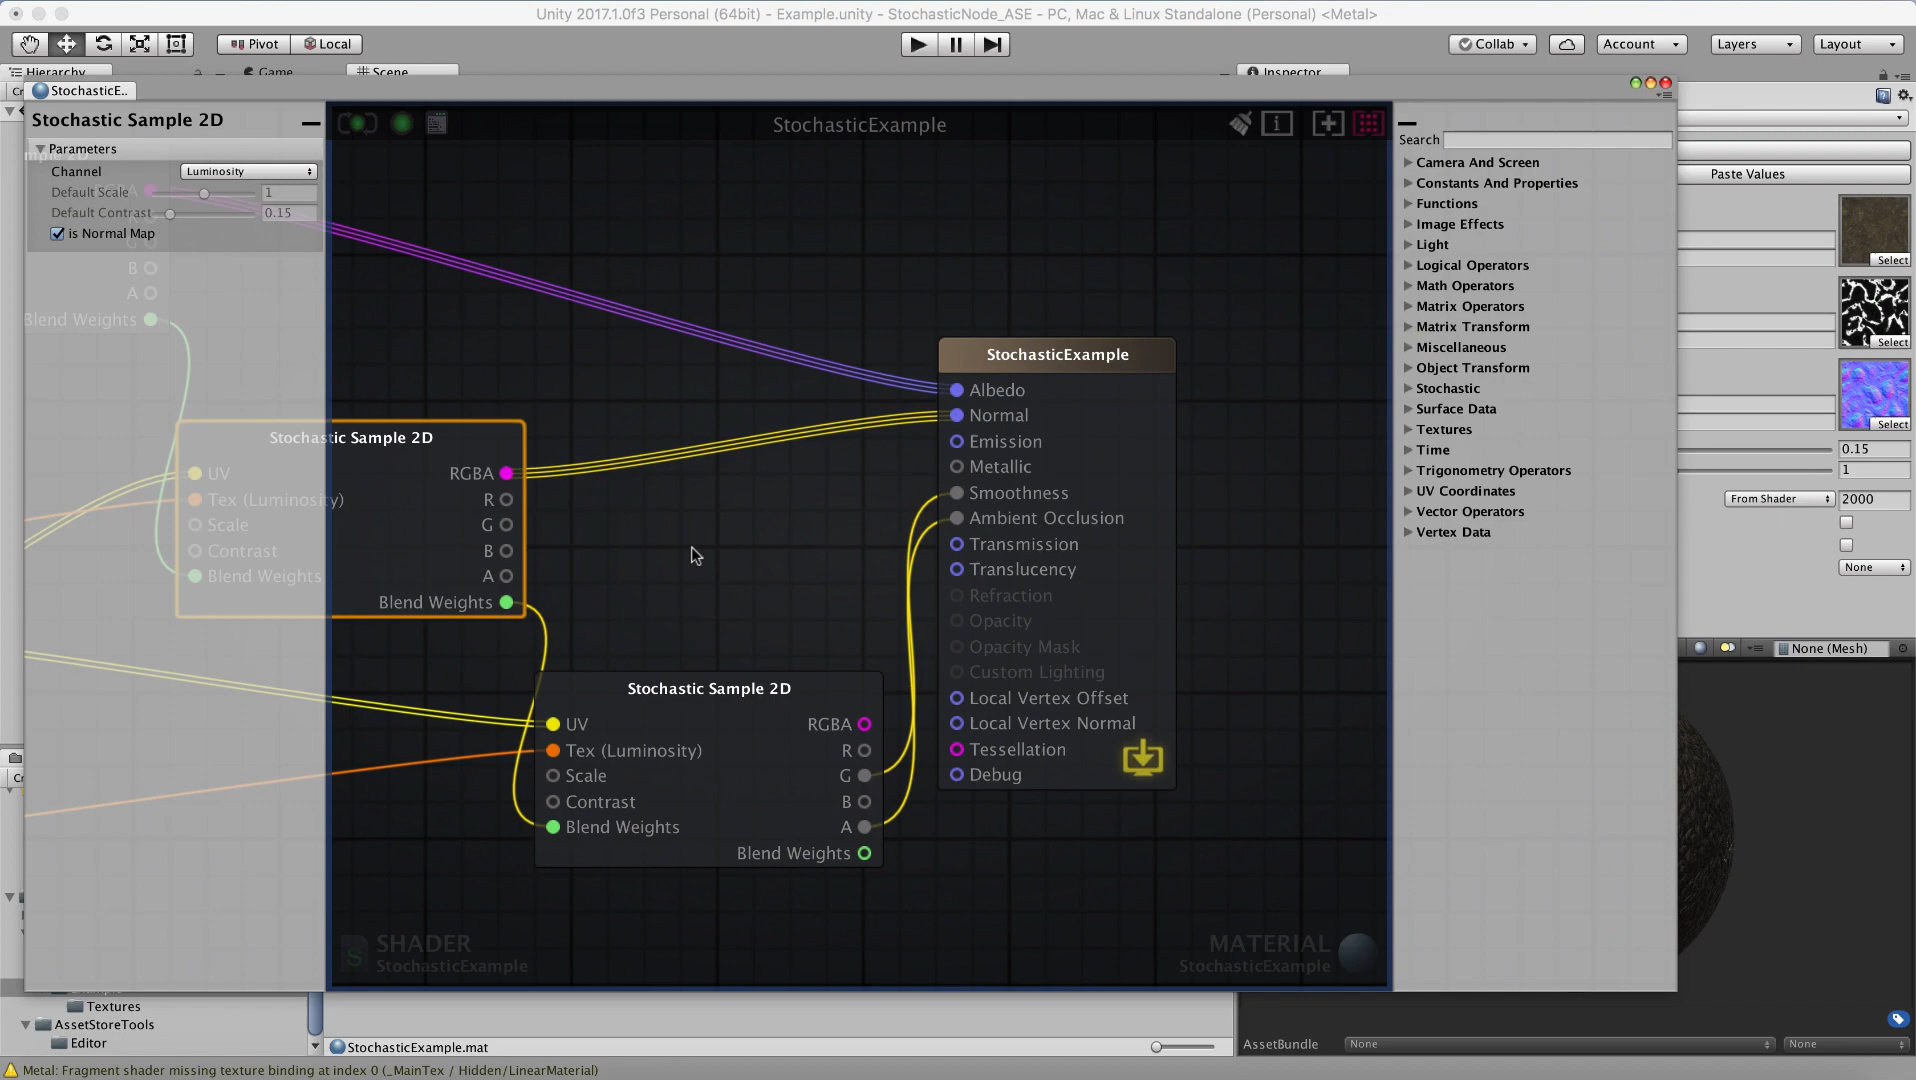 Unity 2017.1.0f3 Personal (64bit) - Example.unity - StochasticNode_ASE - PC, Mac & Linux Standalone (Personal) <Metal>
Pivot
Local
Collab
Account
Layers
Layout
Hierarchy
Game
Scene
Inspector
StochasticE..
Stochastic Sample 2D
Parameters
Channel
Luminosity
Default Scale
1
Default Contrast
0.15
is Normal Map
B
A
Blend Weights
Stochastic Sample 2D
UV
RGBA
Tex (Luminosity)
R
Scale
G
Contrast
B
Blend Weights
A
Blend Weights
Stochastic Sample 2D
UV
RGBA
Tex (Luminosity)
R
Scale
G
Contrast
B
Blend Weights
A
Blend Weights
StochasticExample
StochasticExample
Albedo
Normal
Emission
Metallic
Smoothness
Ambient Occlusion
Transmission
Translucency
Refraction
Opacity
Opacity Mask
Custom Lighting
Local Vertex Offset
Local Vertex Normal
Tessellation
Debug
SHADER
StochasticExample
MATERIAL
StochasticExample
Search
Camera And Screen
Constants And Properties
Functions
Image Effects
Light
Logical Operators
Math Operators
Matrix Operators
Matrix Transform
Miscellaneous
Object Transform
Stochastic
Surface Data
Textures
Time
Trigonometry Operators
UV Coordinates
Vector Operators
Vertex Data
Paste Values
Select
Select
Select
0.15
1
From Shader
2000
None
None (Mesh)
Textures
AssetStoreTools
Editor
StochasticExample.mat
AssetBundle
None
None
Metal: Fragment shader missing texture binding at index 0 (_MainTex / Hidden/LinearMaterial)